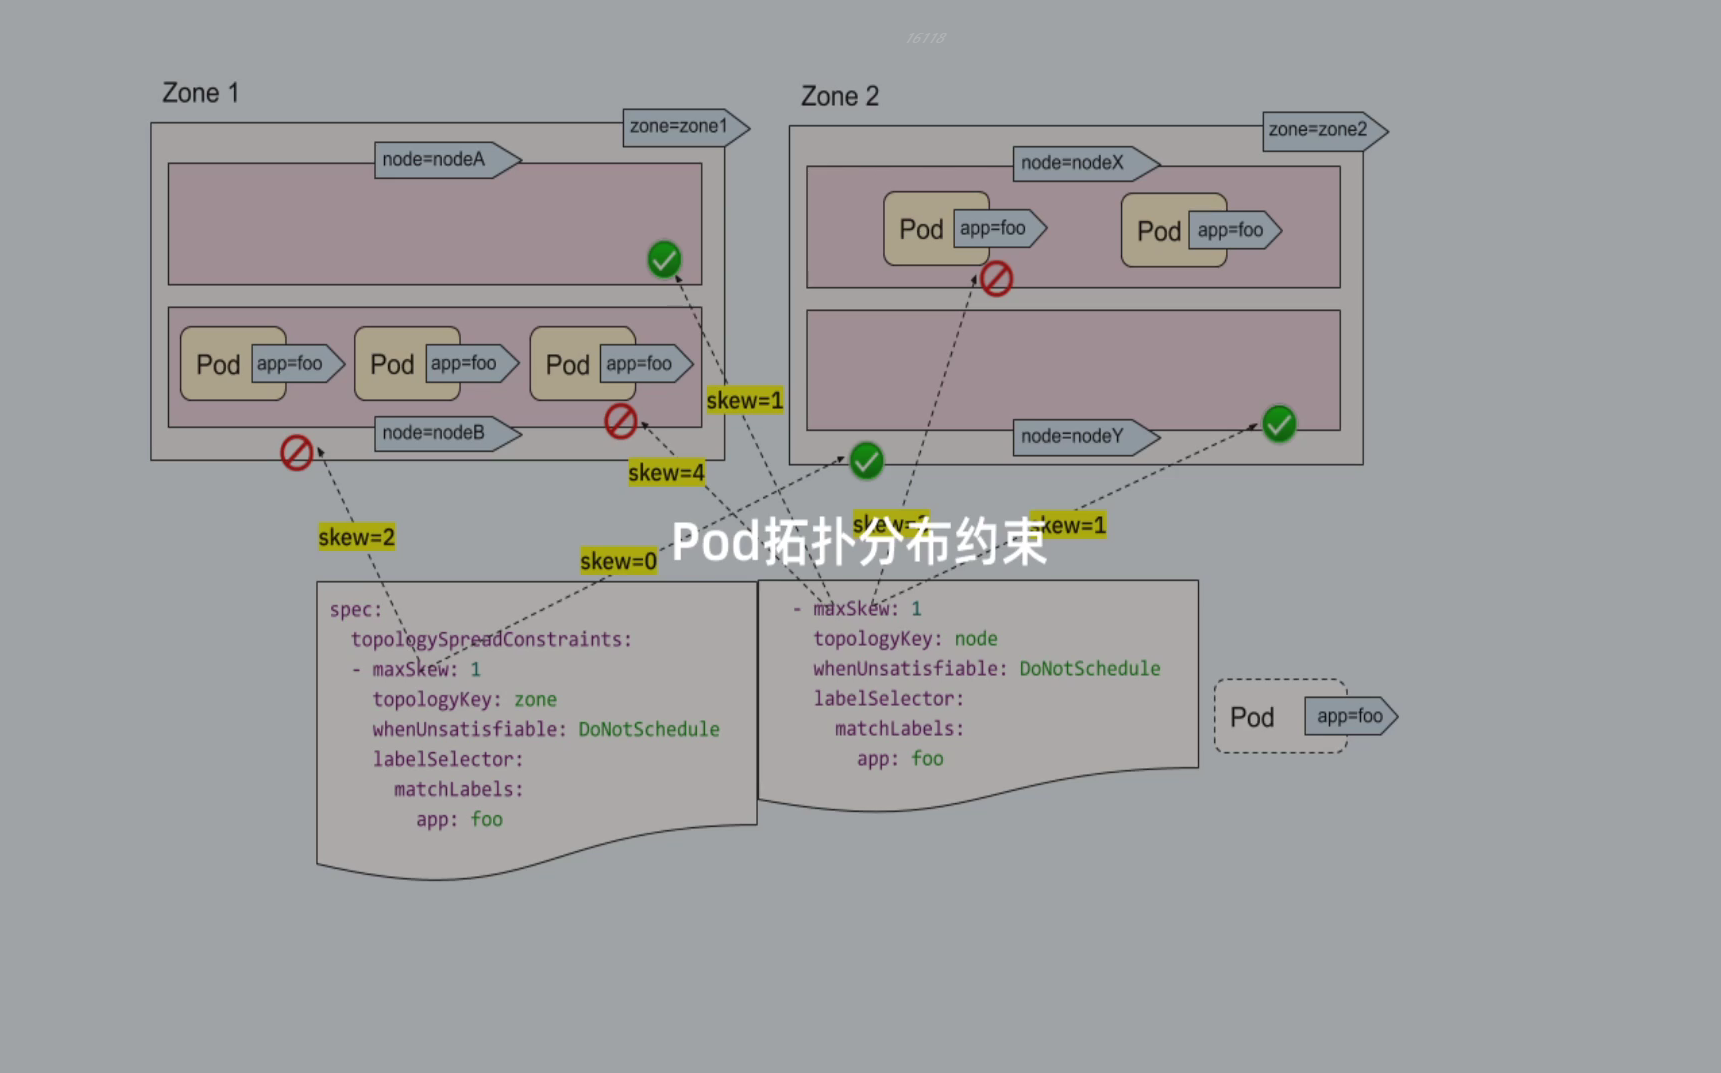 16118
Zone 1
zone=zone1
node=nodeA
Pod app=foo
Pod app=foo
Pod app=foo
node=nodeB
Zone 2
zone=zone2
node=nodeX
Pod app=foo
Pod app=foo
node=nodeY
skew=1
skew=4
skew=2
skew=0
skew=1
Pod拓扑分布约束
spec:
topologySpreadConstraints:
- maxSkew: 1
topologyKey: zone
whenUnsatisfiable: DoNotSchedule
labelSelector:
matchLabels:
app: foo
- maxSkew: 1
topologyKey: node
whenUnsatisfiable: DoNotSchedule
labelSelector:
matchLabels:
app: foo
Pod app=foo